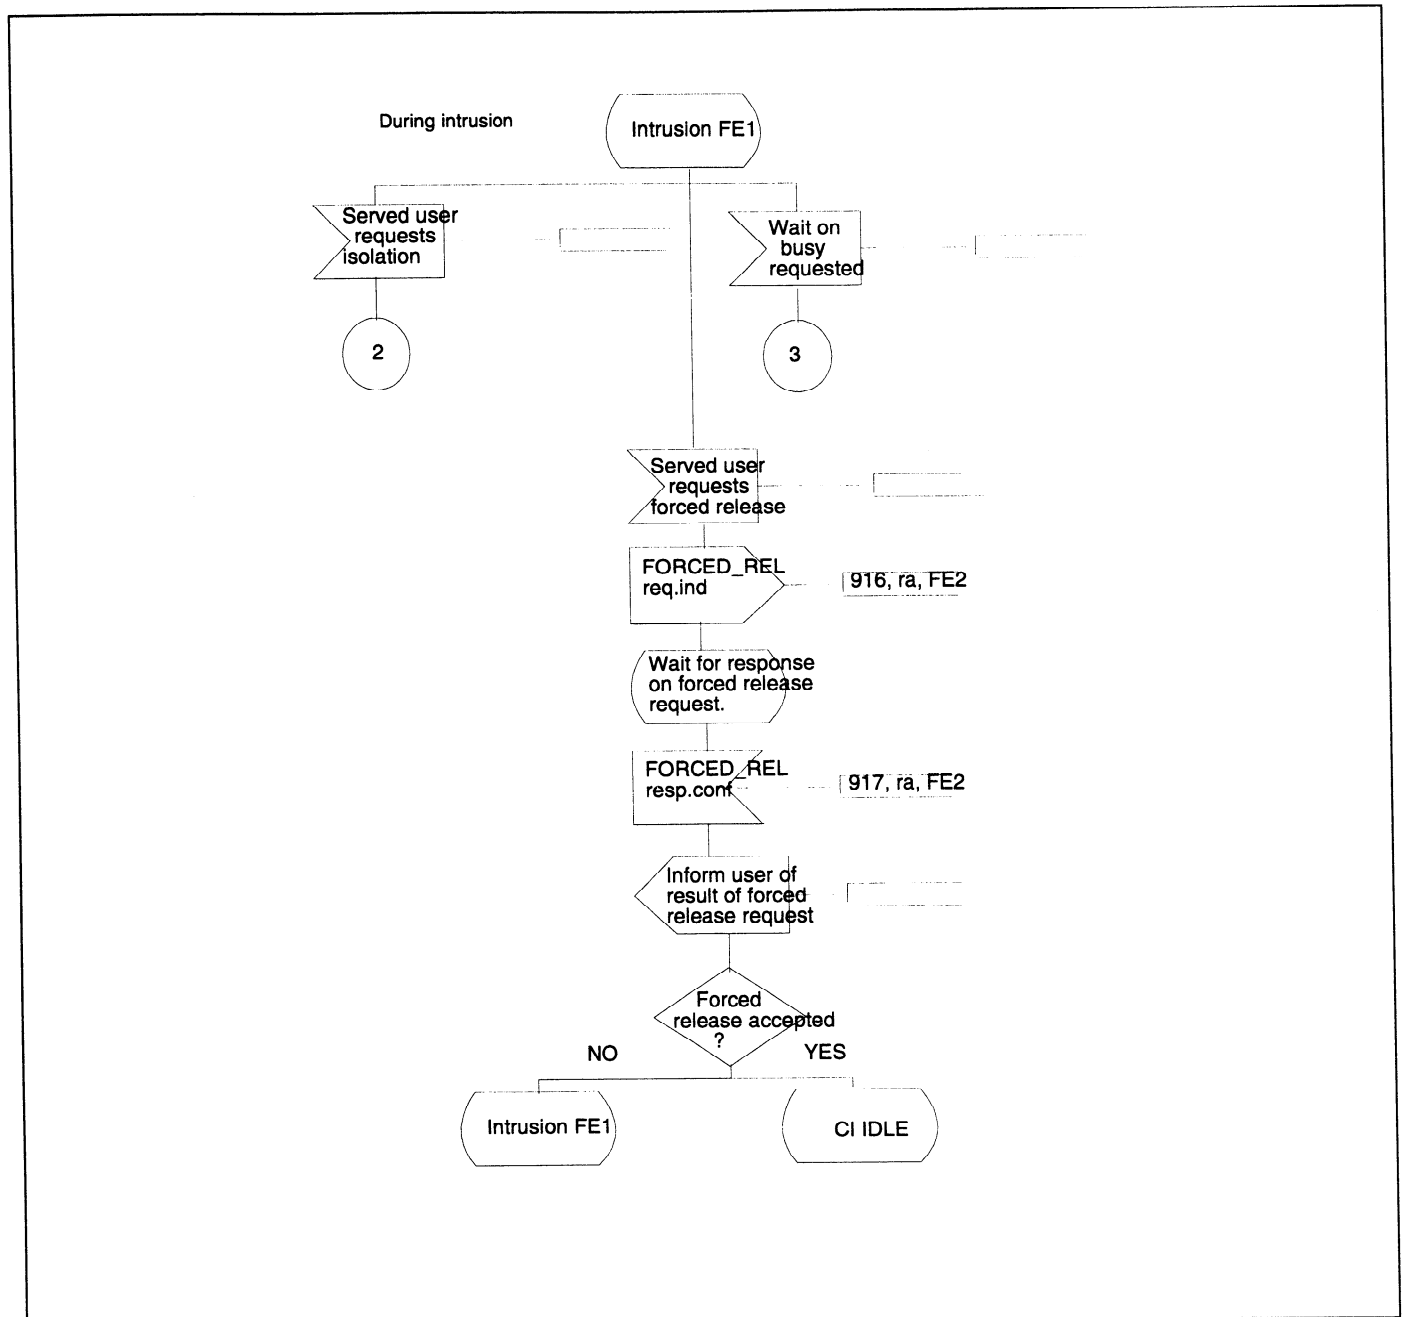 During intrusion
Intrusion FE1
Served user
requests
isolation
Wait on
busy
requested
2
3
Served user
requests
forced release
FORCED_REL
req.ind
916, ra, FE2
Wait for response
on forced release
request.
FORCED_REL
resp.conf
917, ra, FE2
Inform user of
result of forced
release request
Forced
release accepted
?
NO
YES
Intrusion FE1
CI IDLE